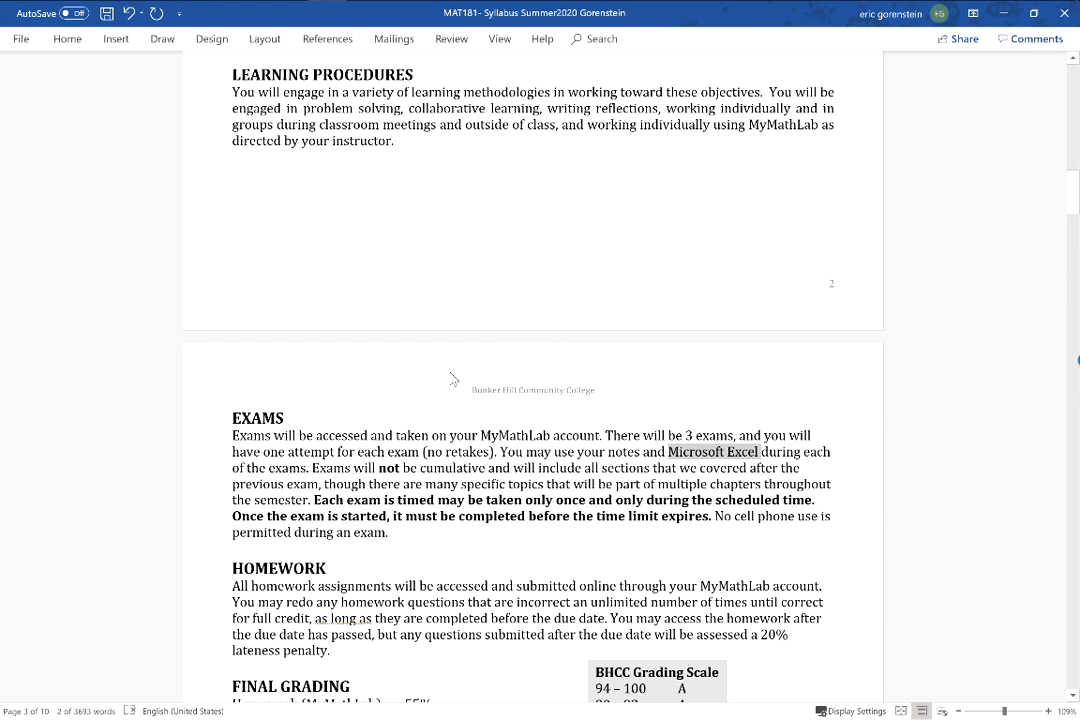 AutoSave Off MAT181- Syllabus Summer2020 Gorenstein eric gorenstein EG
File Home Insert Draw Design Layout References Mailings Review View Help Search Share Comments
LEARNING PROCEDURES
You will engage in a variety of learning methodologies in working toward these objectives. You will be
engaged in problem solving, collaborative learning, writing reflections, working individually and in
groups during classroom meetings and outside of class, and working individually using MyMathLab as
directed by your instructor.
2
Bunker Hill Community College
EXAMS
Exams will be accessed and taken on your MyMathLab account. There will be 3 exams, and you will
have one attempt for each exam (no retakes). You may use your notes and Microsoft Excel during each
of the exams. Exams will not be cumulative and will include all sections that we covered after the
previous exam, though there are many specific topics that will be part of multiple chapters throughout
the semester. Each exam is timed may be taken only once and only during the scheduled time.
Once the exam is started, it must be completed before the time limit expires. No cell phone use is
permitted during an exam.
HOMEWORK
All homework assignments will be accessed and submitted online through your MyMathLab account.
You may redo any homework questions that are incorrect an unlimited number of times until correct
for full credit, as long as they are completed before the due date. You may access the homework after
the due date has passed, but any questions submitted after the due date will be assessed a 20%
lateness penalty.
BHCC Grading Scale
94 – 100 A
FINAL GRADING
Page 3 of 10 2 of 3693 words English (United States) Display Settings 109%